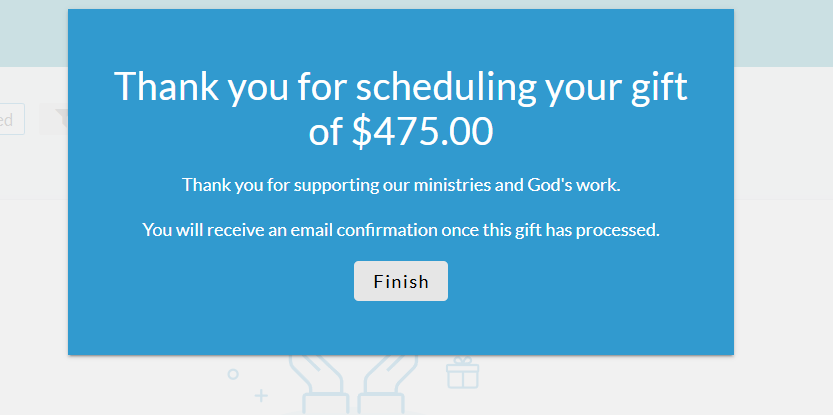 Thank you for scheduling your gift
of $475.00
ed
Thank you for supporting our ministries and God's work.
You will receive an email confirmation once this gift has processed.
Finish